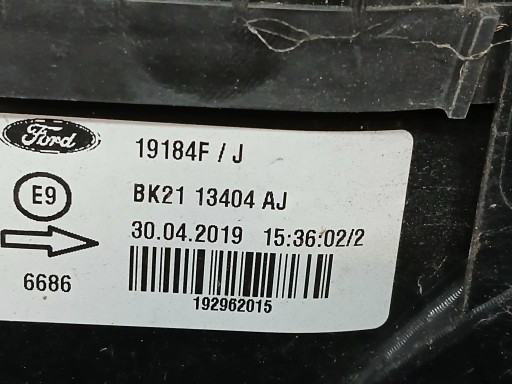 Ford
19184F / J
E9
BK21 13404 AJ
30.04.2019 15:36:02/2
6686
192962015